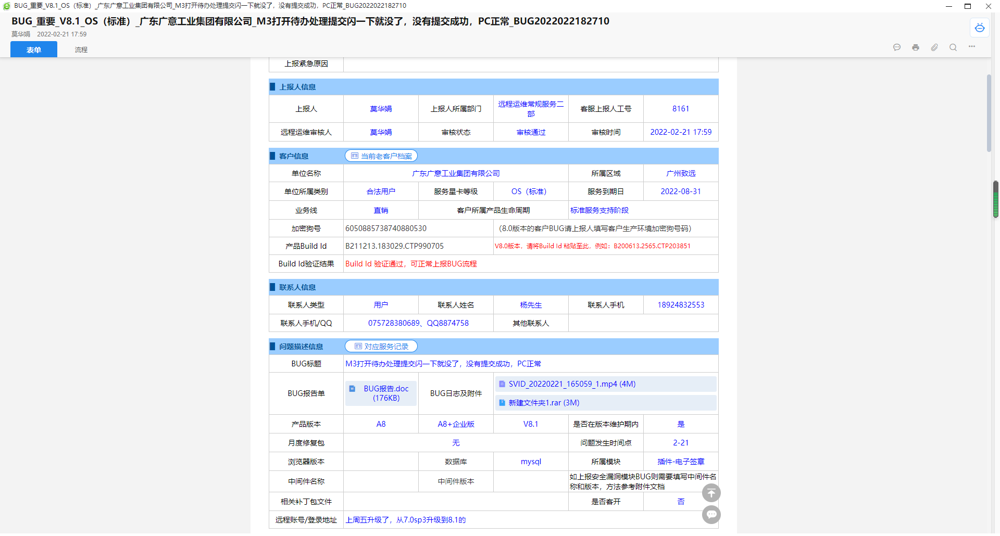 BUG_重要_V8.1_OS（标准）_广东广意工业集团有限公司_M3打开待办处理提交闪一下就没了，没有提交成功，PC正常_BUG2022022182710
BUG_重要_V8.1_OS（标准）_广东广意工业集团有限公司_M3打开待办处理提交闪一下就没了，没有提交成功，PC正常_BUG2022022182710
莫华娟 2022-02-21 17:59
表单 流程
上报紧急原因
上报人信息
上报人 莫华娟 上报人所属部门 远程运维常规服务二部 客服上报人工号 8161
远程运维审核人 莫华娟 审核状态 审核通过 审核时间 2022-02-21 17:59
客户信息 当前老客户档案
单位名称 广东广意工业集团有限公司 所属区域 广州致远
单位所属类别 合法用户 服务星卡等级 OS（标准） 服务到期日 2022-08-31
业务线 直销 客户所属产品生命周期 标准服务支持阶段
加密狗号 6050885738740880530 （8.0版本的客户BUG请上报人填写客户生产环境加密狗号码）
产品Build Id B211213.183029.CTP990705 V8.0版本，请将Build Id 粘贴至此，例如：B200613.2565.CTP203851
Build Id验证结果 Build Id 验证通过，可正常上报BUG流程
联系人信息
联系人类型 用户 联系人姓名 杨先生 联系人手机 18924832553
联系人手机/QQ 075728380689、QQ8874758 其他联系人
问题描述信息 对应服务记录
BUG标题 M3打开待办处理提交闪一下就没了，没有提交成功，PC正常
BUG报告单 BUG报告.doc (176KB) BUG日志及附件 SVID_20220221_165059_1.mp4 (4M)
新建文件夹1.rar (3M)
产品版本 A8 A8+企业版 V8.1 是否在版本维护期内 是
月度修复包 无 问题发生时间点 2-21
浏览器版本 数据库 mysql 所属模块 插件-电子签章
中间件名称 中间件版本 如上报安全漏洞模块BUG则需要填写中间件名
称和版本，方法参考附件文档
相关补丁包文件 是否客开 否
远程账号/登录地址 上周五升级了，从7.0sp3升级到8.1的